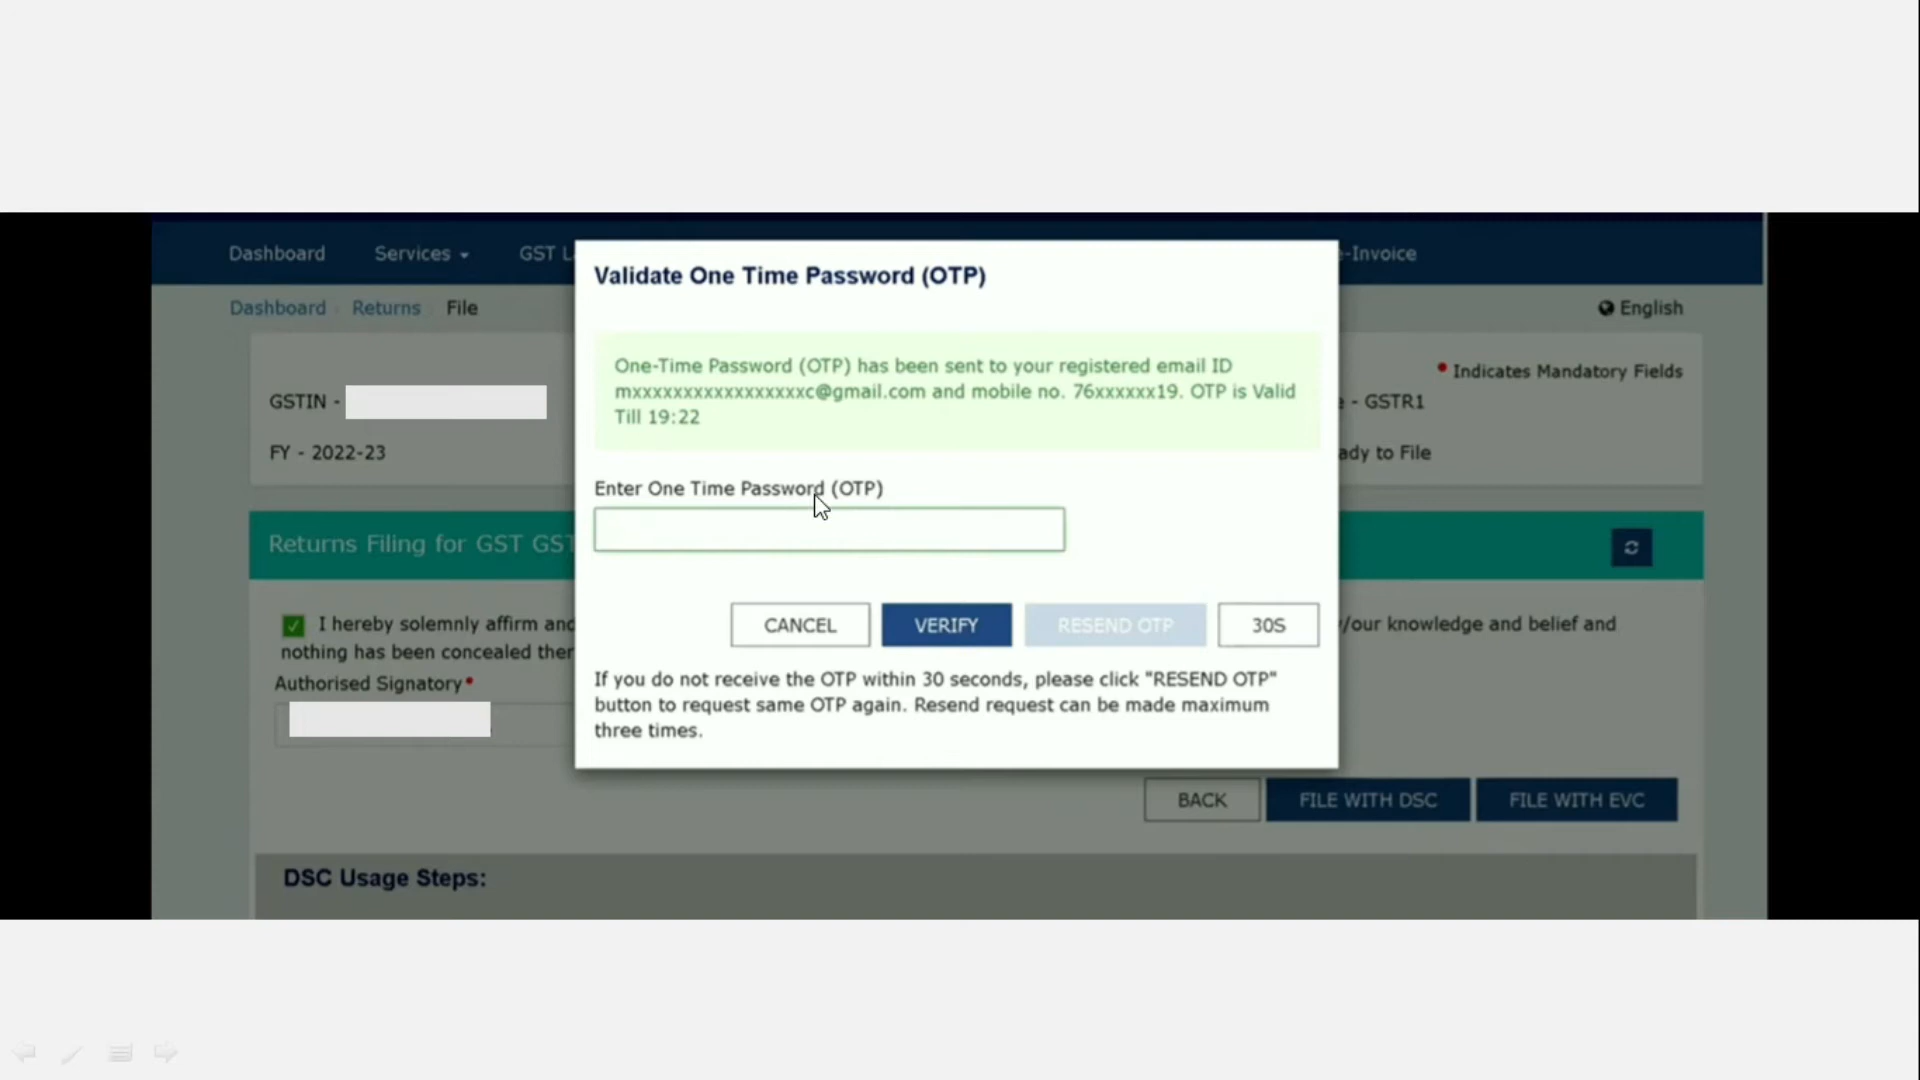 Dashboard Services GST La -Invoice
Dashboard Returns File English
Validate One Time Password (OTP)
One-Time Password (OTP) has been sent to your registered email ID
mxxxxxxxxxxxxxxxxxc@gmail.com and mobile no. 76xxxxxx19. OTP is Valid
Till 19:22
Indicates Mandatory Fields
GSTIN - e - GSTR1
FY - 2022-23 ady to File
Enter One Time Password (OTP)
Returns Filing for GST GST
CANCEL VERIFY RESEND OTP 30S
I hereby solemnly affirm and /our knowledge and belief and
nothing has been concealed ther
Authorised Signatory
If you do not receive the OTP within 30 seconds, please click "RESEND OTP"
button to request same OTP again. Resend request can be made maximum
three times.
BACK FILE WITH DSC FILE WITH EVC
DSC Usage Steps: